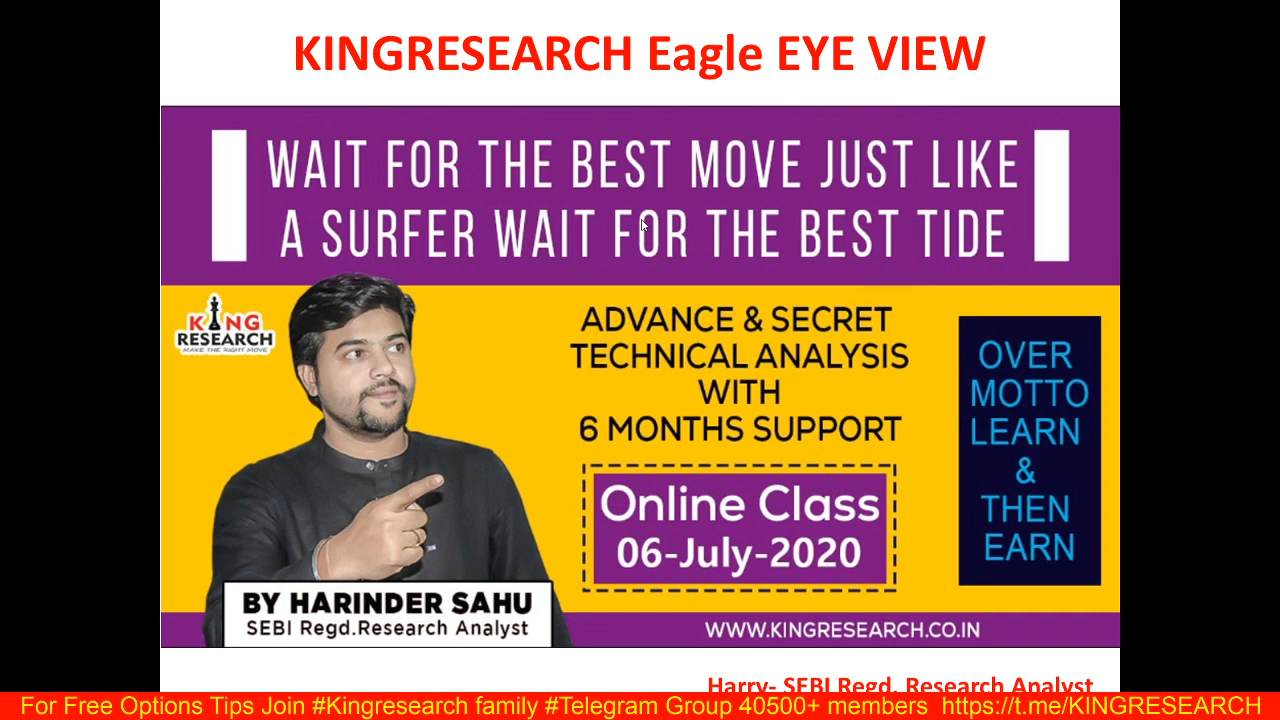 KINGRESEARCH Eagle EYE VIEW
WAIT FOR THE BEST MOVE JUST LIKE
A SURFER WAIT FOR THE BEST TIDE
KING
RESEARCH
MAKE THE RIGHT MOVE
ADVANCE & SECRET
TECHNICAL ANALYSIS
WITH
6 MONTHS SUPPORT
Online Class
06-July-2020
OVER
MOTTO
LEARN
&
THEN
EARN
BY HARINDER SAHU
SEBI Regd.Research Analyst
WWW.KINGRESEARCH.CO.IN
Harry- SEBI Regd. Research Analyst
For Free Options Tips Join #Kingresearch family #Telegram Group 40500+ members https://t.me/KINGRESEARCH